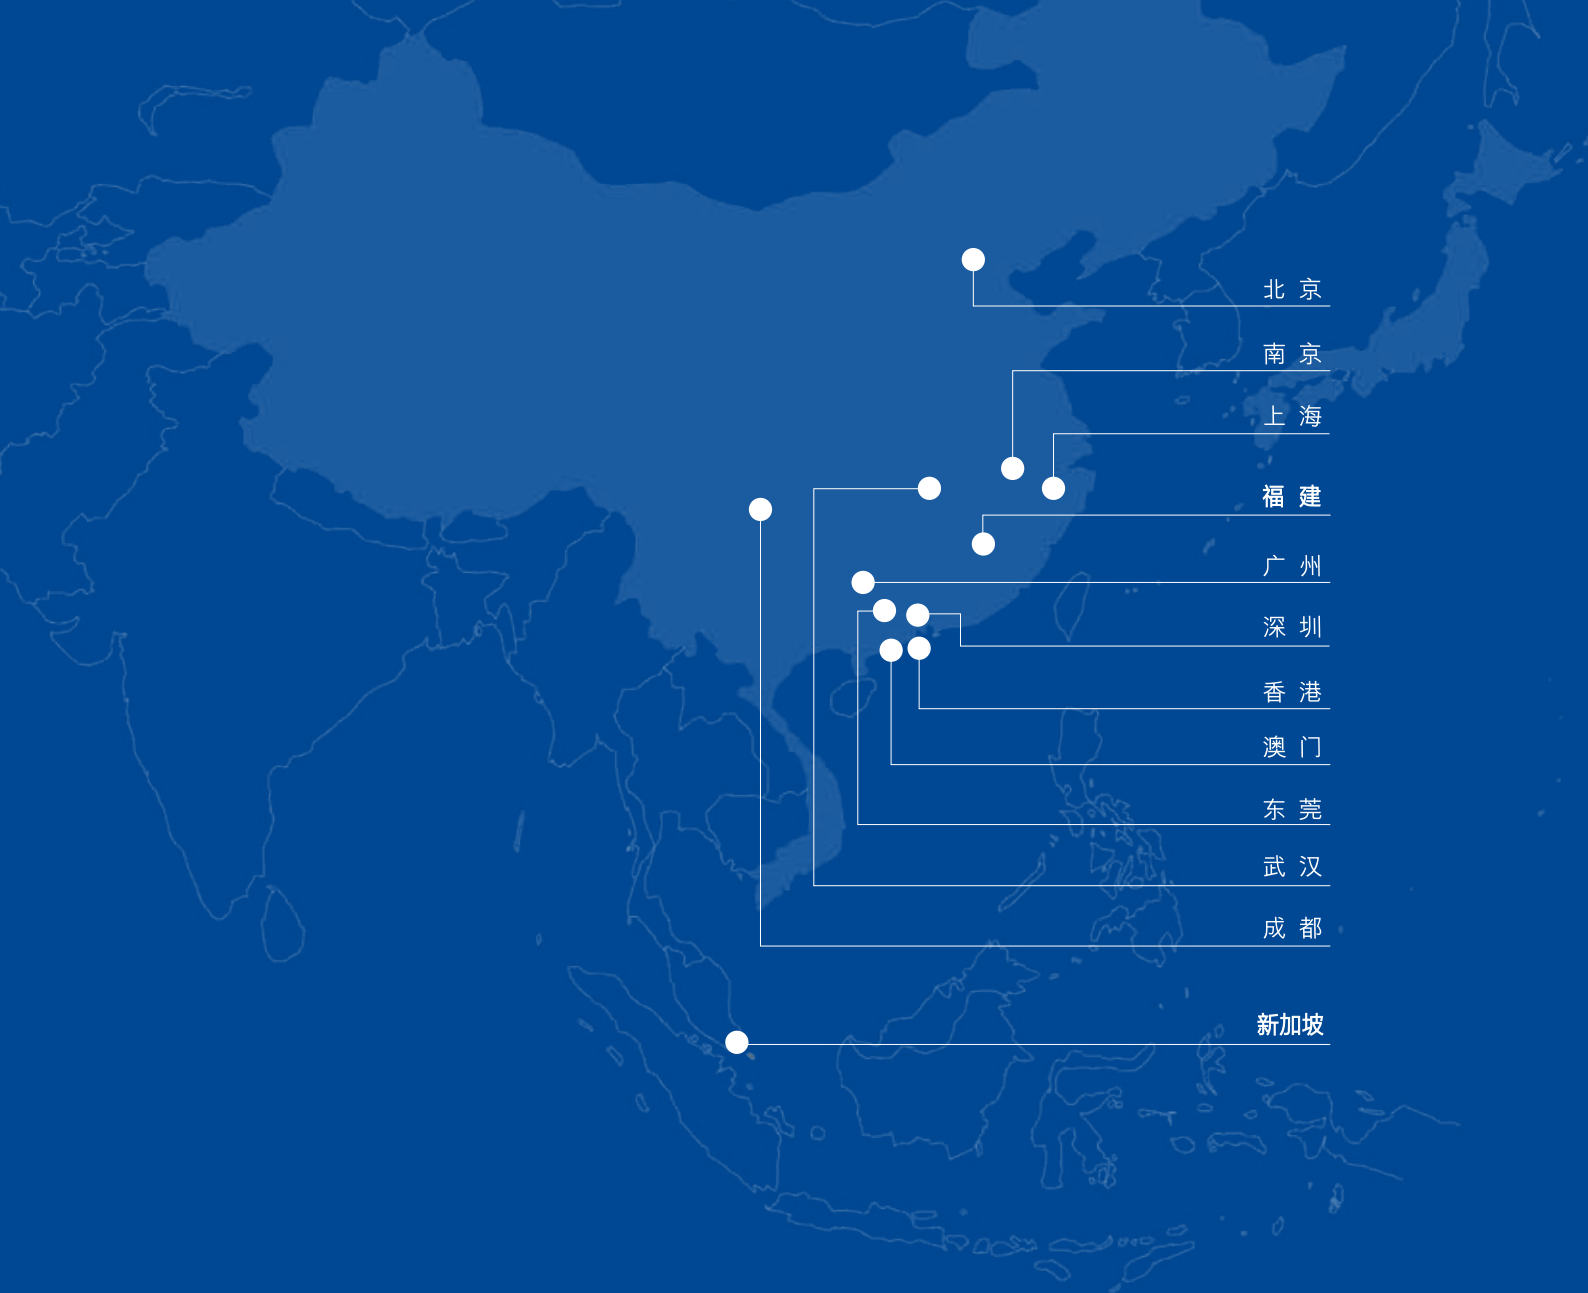 北 京
南 京
上 海
福 建
广 州
深 圳
香 港
澳 门
东 莞
武 汉
成 都
新加坡